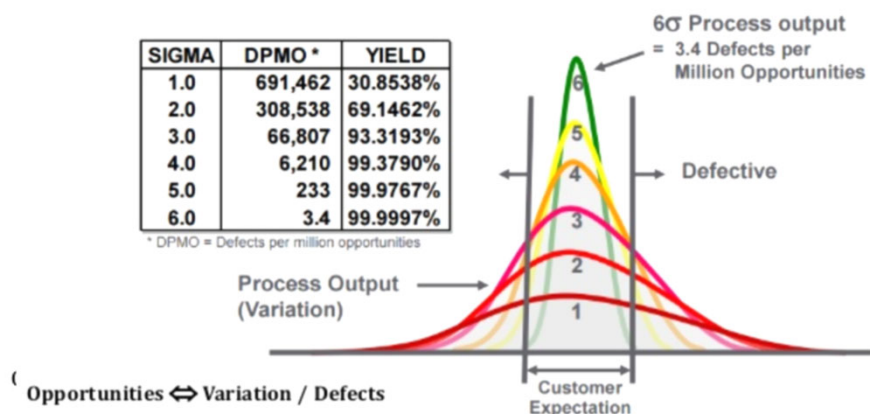 6σ Process output
= 3.4 Defects per
Million Opportunities
SIGMA DPMO * YIELD
1.0 691,462 30.8538%
2.0 308,538 69.1462%
3.0 66,807 93.3193%
4.0 6,210 99.3790%
5.0 233 99.9767%
6.0 3.4 99.9997%
* DPMO = Defects per million opportunities
6
5
4
3
2
1
Defective
Process Output
(Variation)
Customer
Expectation
(
Opportunities ⇔ Variation / Defects